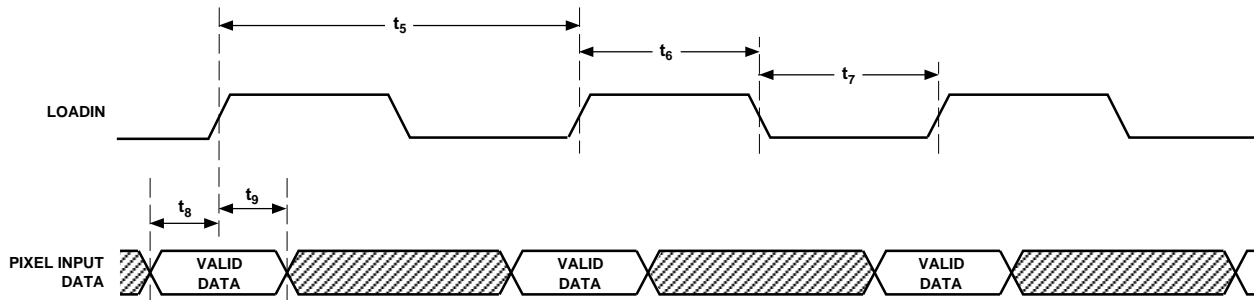 t5
t6
t7
LOADIN
t8
t9
PIXEL INPUT
DATA
VALID
DATA
VALID
DATA
VALID
DATA